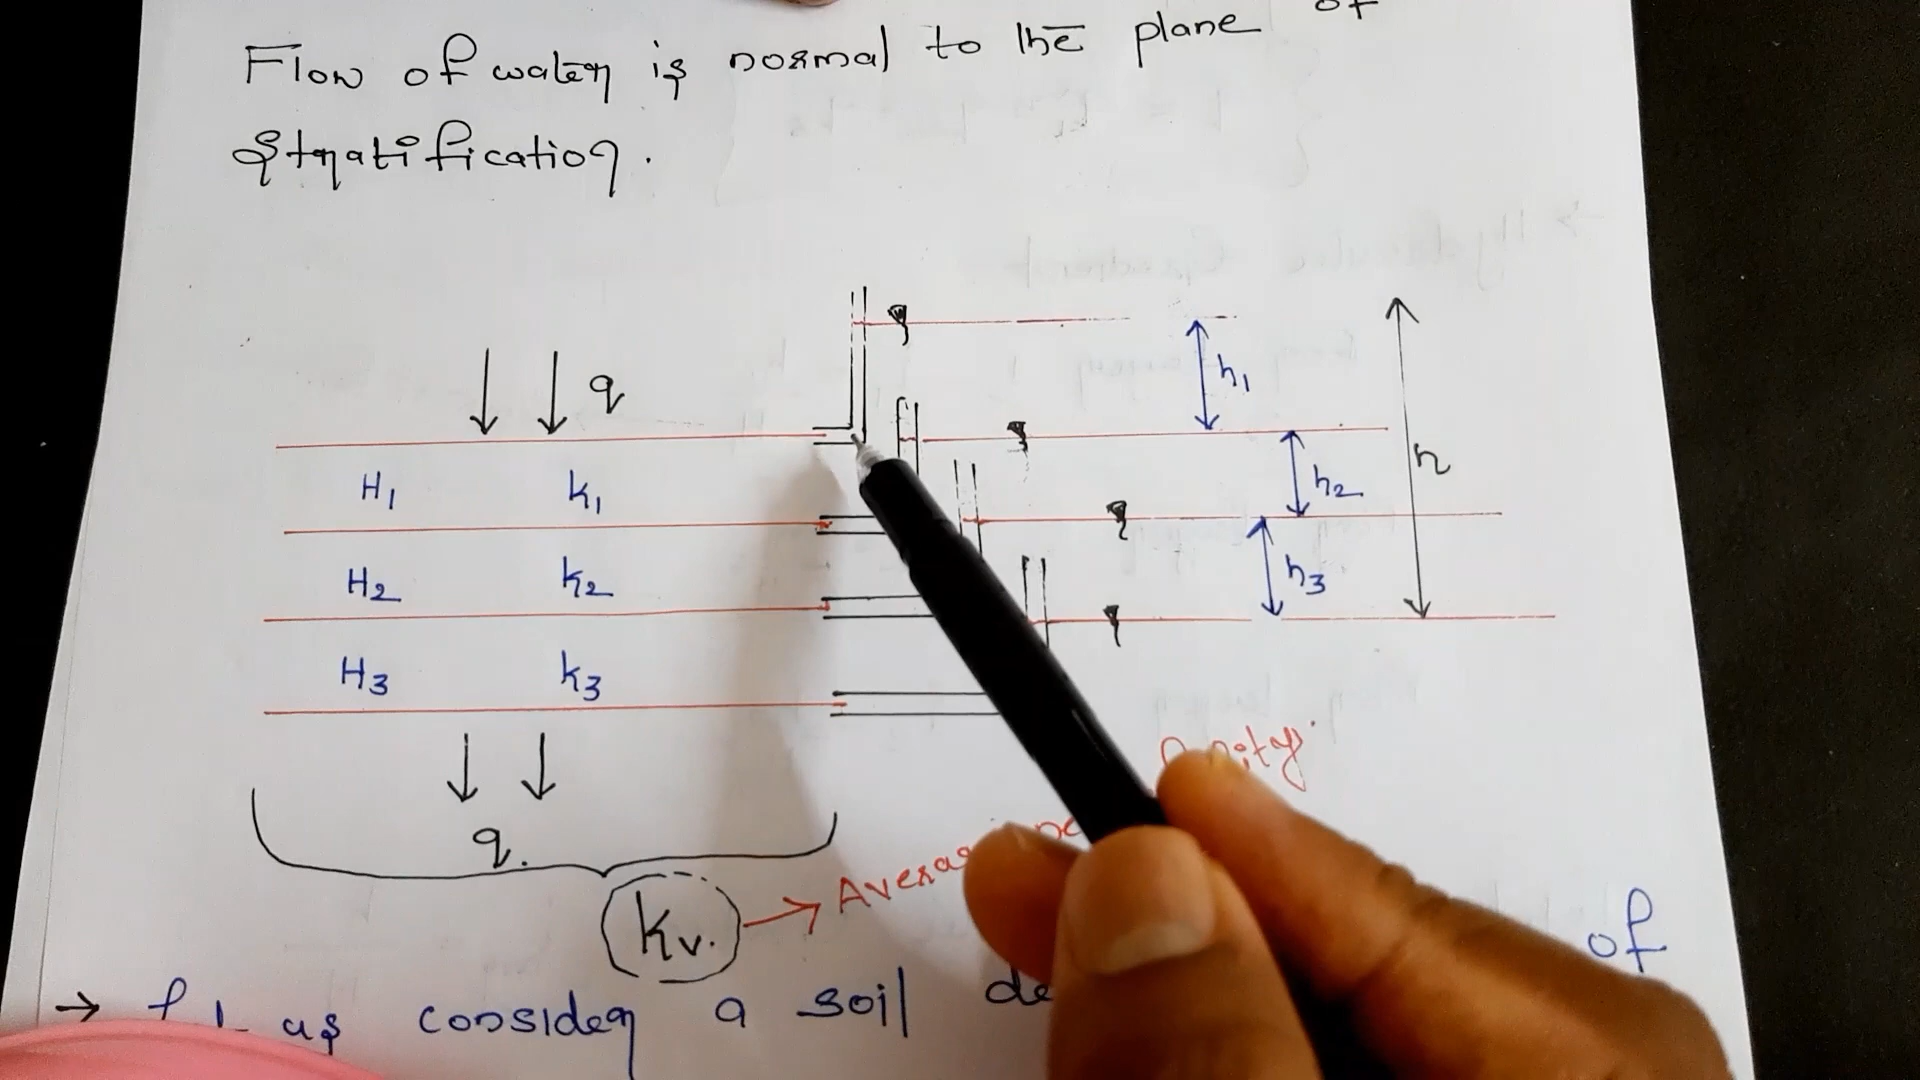 Flow of water is normal to the plane of
Stratification.
q
h1
h
H1 k1
h2
H2 k2
h3
H3 k3
q.
kv. →
→ us consider a soil of